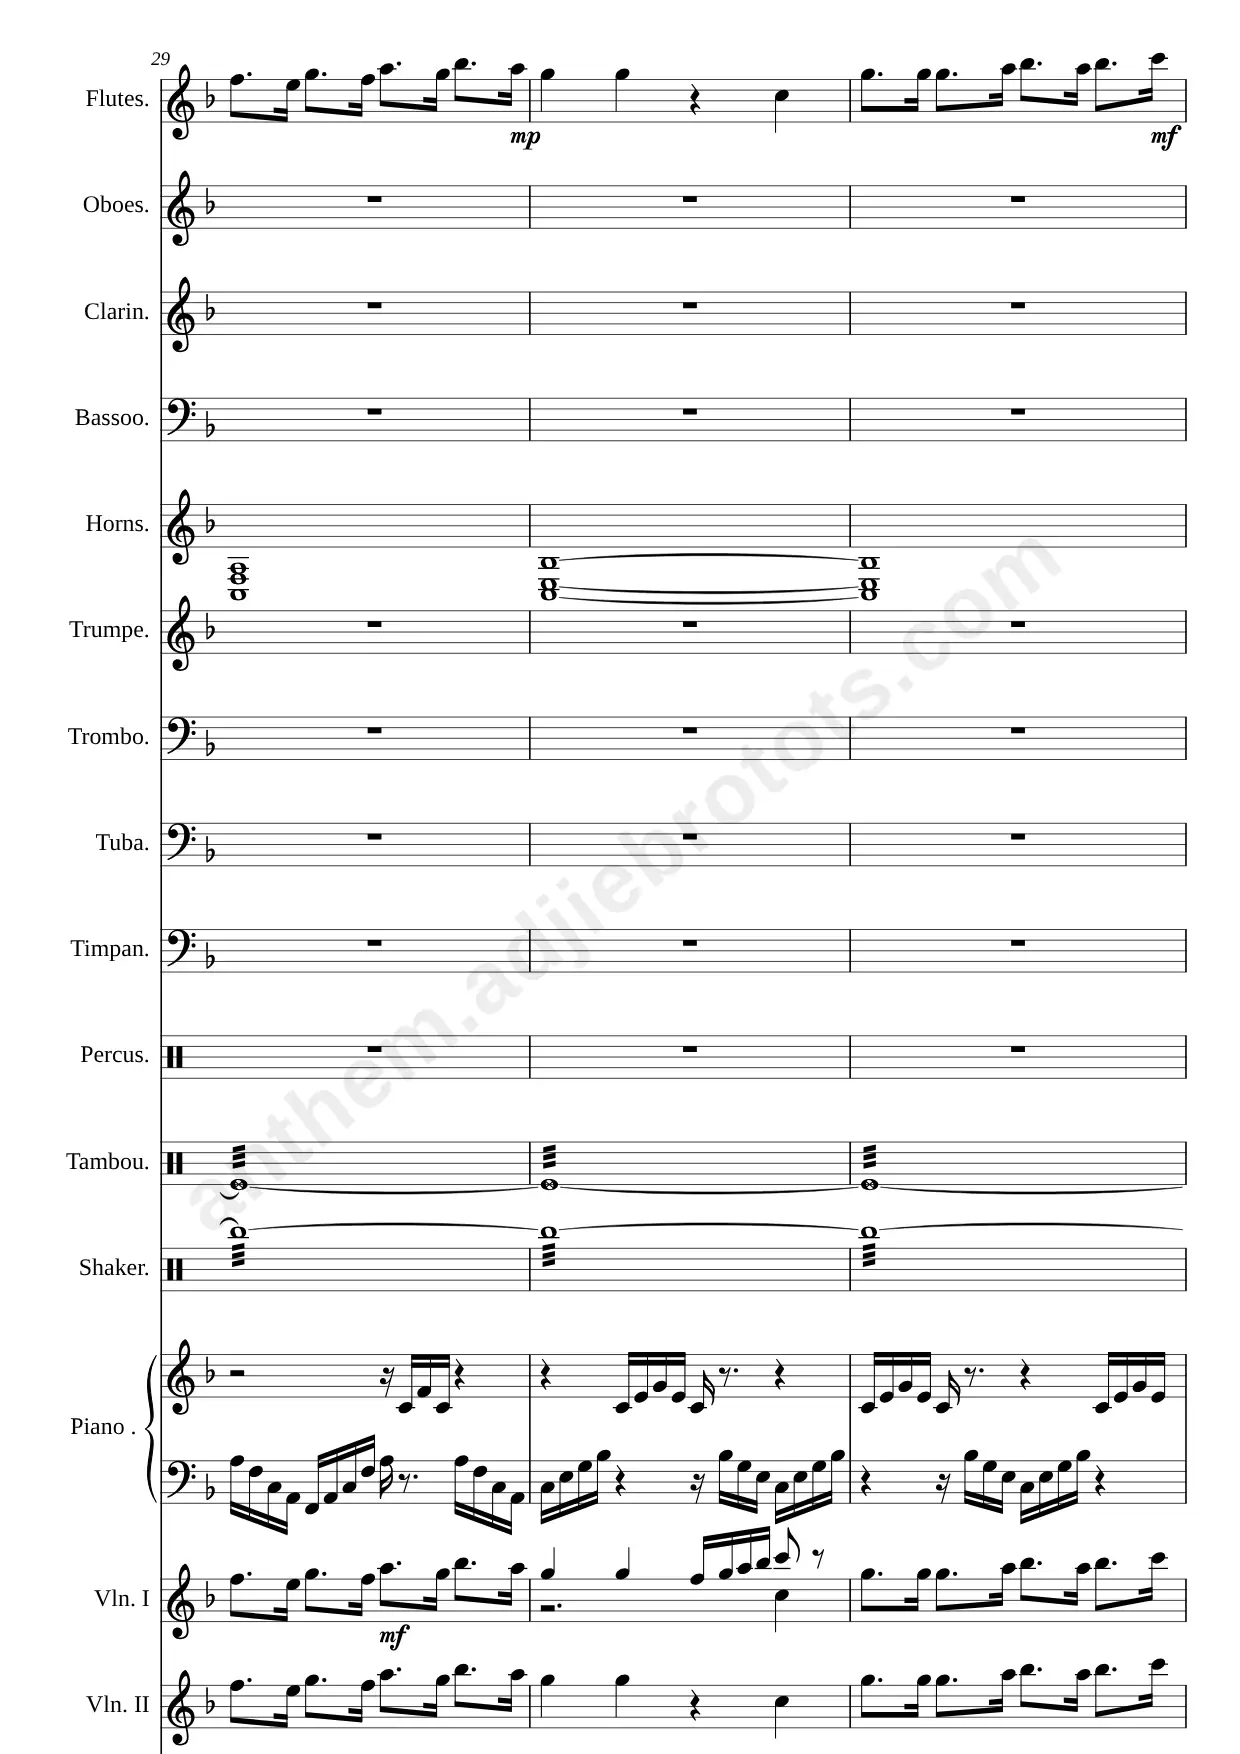 29
Flutes.
mp
mf
Oboes.
Clarin.
Bassoo.
Horns.
Trumpe.
Trombo.
Tuba.
Timpan.
Percus.
Tambou.
Shaker.
Piano .
Vln. I
mf
Vln. II
anthem.adjiebrotots.com